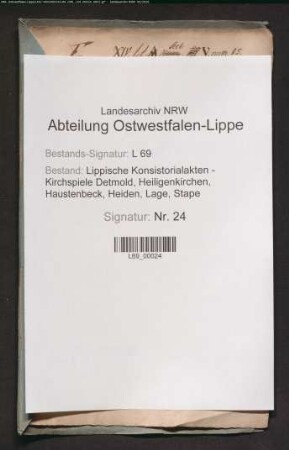 Landesarchiv NRW
Abteilung Ostwestfalen-Lippe
Bestands-Signatur: L 69
Bestand: Lippische Konsistorialakten -
Kirchspiele Detmold, Heiligenkirchen,
Haustenbeck, Heiden, Lage, Stape
Signatur: Nr. 24
L69_00024